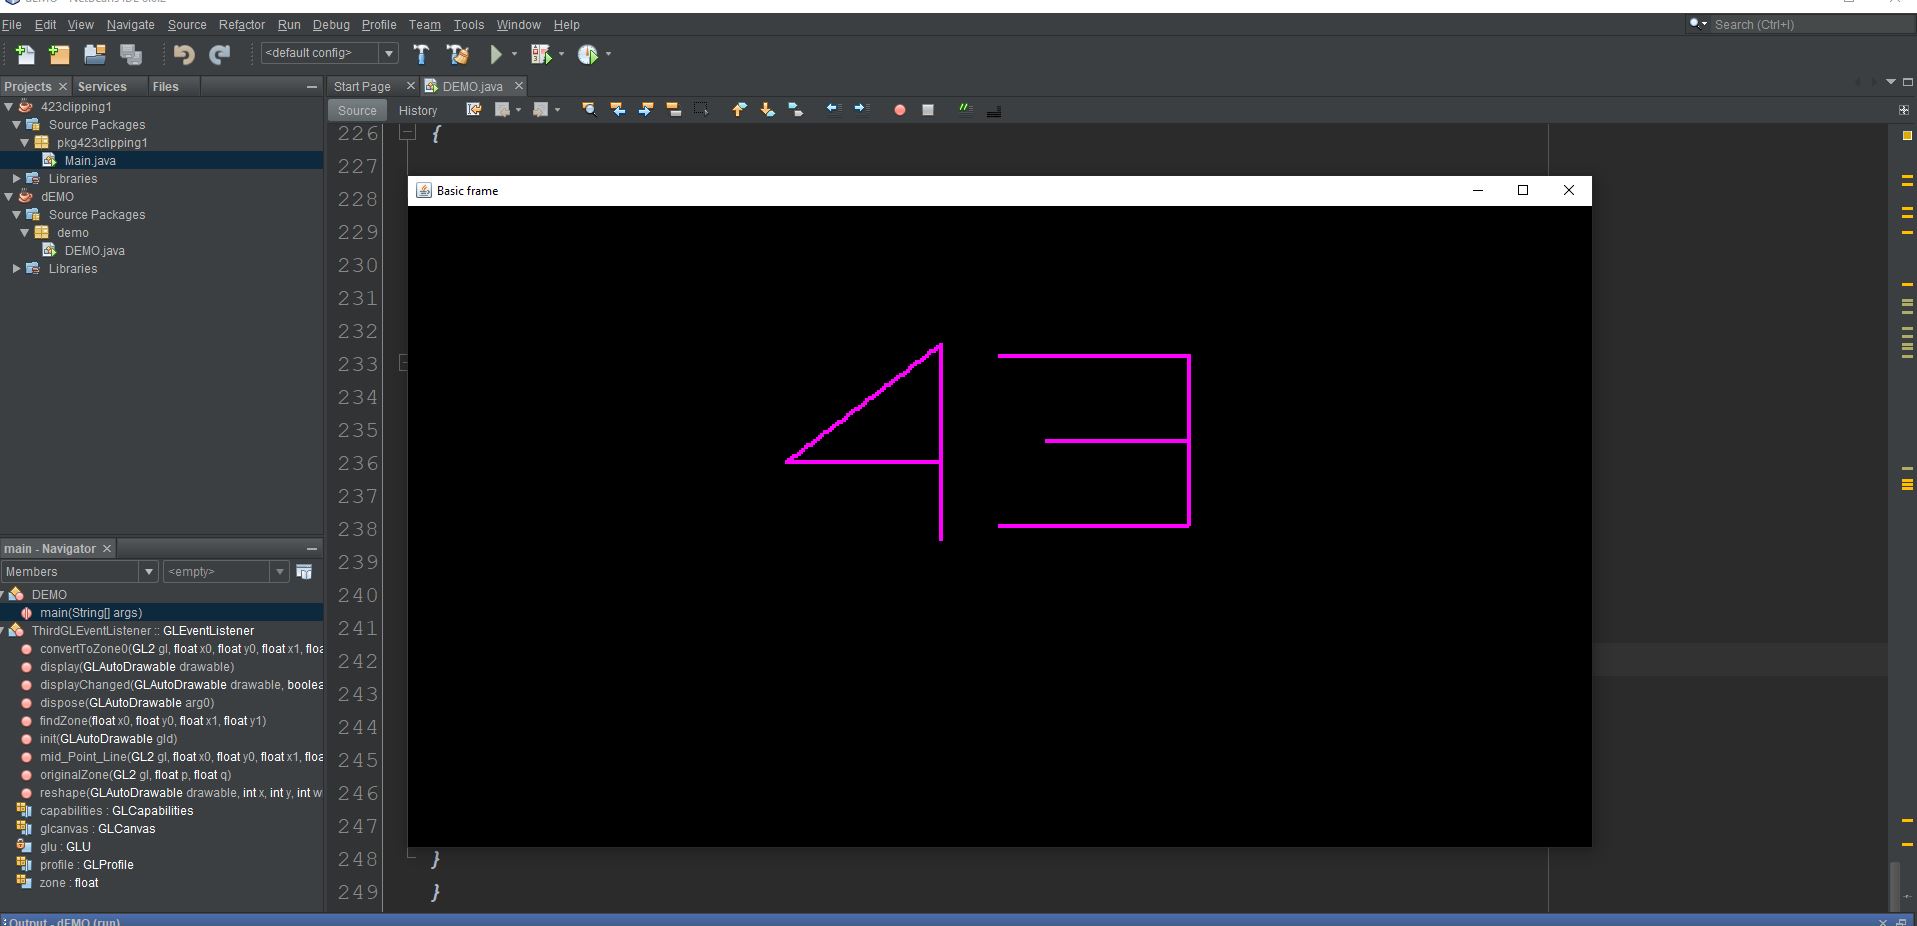 File Edit View Navigate Source Refactor Run Debug Profile Team Tools Window Help
Search (Ctrl+I)
<default config>
Projects Services Files
Start Page DEMO.java
Source History
423clipping1
Source Packages
pkg423clipping1
Main.java
Libraries
dEMO
Source Packages
demo
DEMO.java
Libraries
226 {
227
228
229
230
231
232
233
234
235
236
237
238
239
240
241
242
243
244
245
246
247
248 }
249 }
Basic frame
43
main - Navigator
Members <empty>
DEMO
main(String[] args)
ThirdGLEventListener :: GLEventListener
convertToZone0(GL2 gl, float x0, float y0, float x1, floa
display(GLAutoDrawable drawable)
displayChanged(GLAutoDrawable drawable, boolea
dispose(GLAutoDrawable arg0)
findZone(float x0, float y0, float x1, float y1)
init(GLAutoDrawable gld)
mid_Point_Line(GL2 gl, float x0, float y0, float x1, floa
originalZone(GL2 gl, float p, float q)
reshape(GLAutoDrawable drawable, int x, int y, int w
capabilities : GLCapabilities
glcanvas : GLCanvas
glu : GLU
profile : GLProfile
zone : float
Output - dEMO (run)